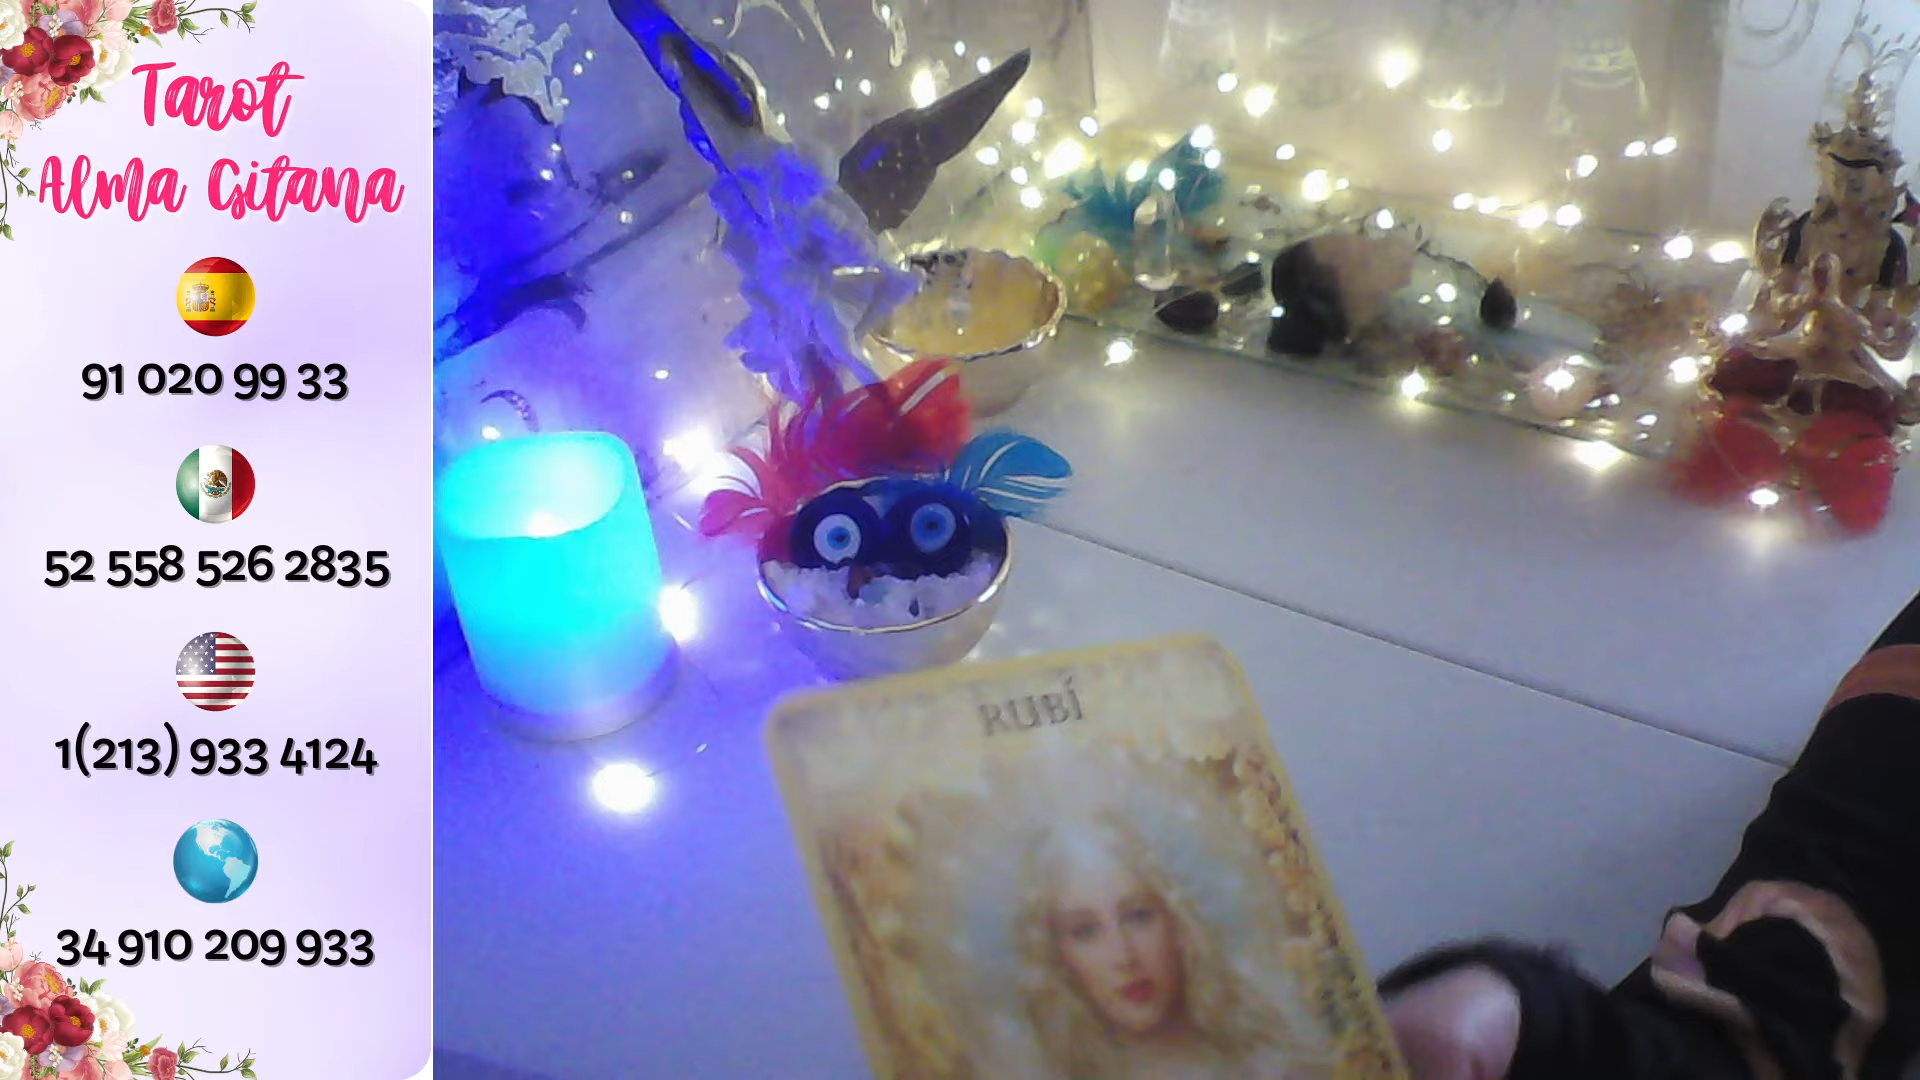 Tarot
Alma Gitana
91 020 99 33
52 558 526 2835
1(213) 933 4124
34 910 209 933
RUBÍ